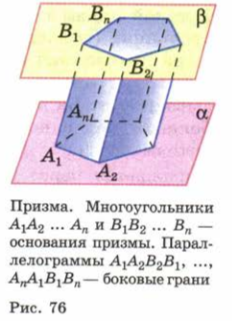 Bₙ
β
B₁
B₂
Aₙ
α
A₁
A₂
Призма. Многоугольники
A₁A₂ ... Aₙ и B₁B₂ ... Bₙ —
основания призмы. Парал-
лелограммы A₁A₂B₂B₁, ...,
AₙA₁B₁Bₙ — боковые грани
Рис. 76